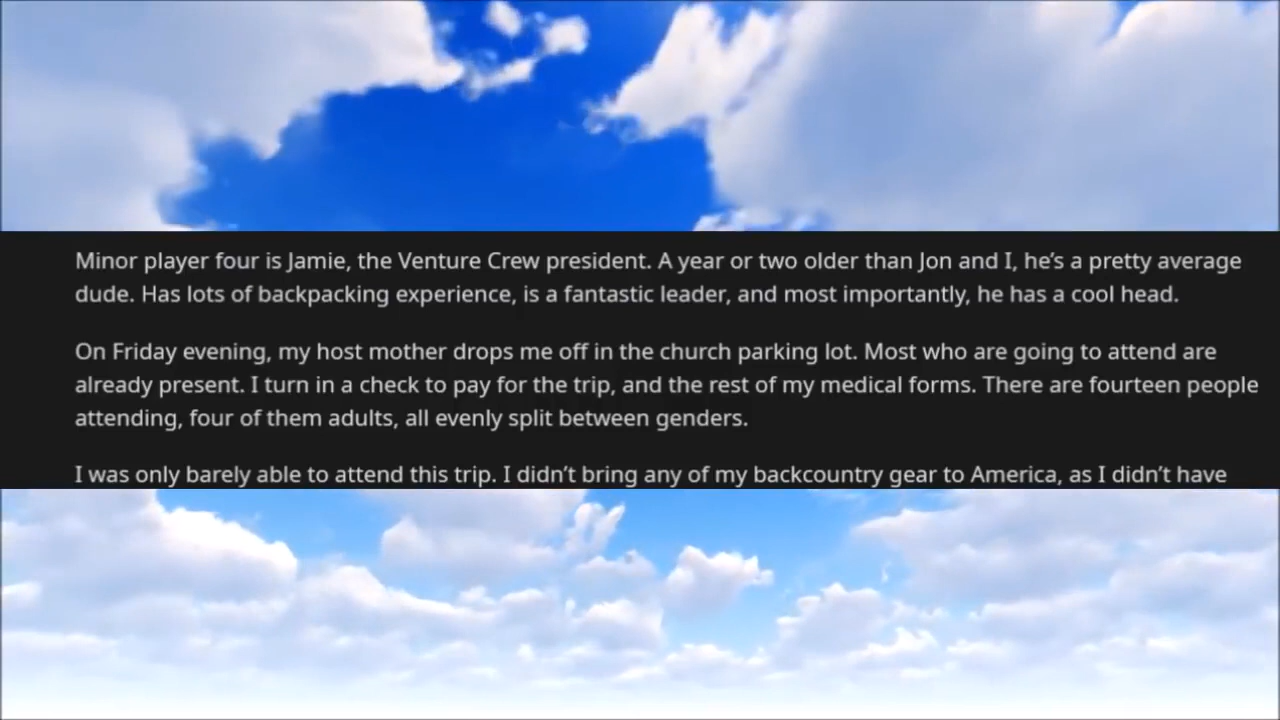 Minor player four is Jamie, the Venture Crew president. A year or two older than Jon and I, he’s a pretty average
dude. Has lots of backpacking experience, is a fantastic leader, and most importantly, he has a cool head.
On Friday evening, my host mother drops me off in the church parking lot. Most who are going to attend are
already present. I turn in a check to pay for the trip, and the rest of my medical forms. There are fourteen people
attending, four of them adults, all evenly split between genders.
I was only barely able to attend this trip. I didn’t bring any of my backcountry gear to America, as I didn’t have